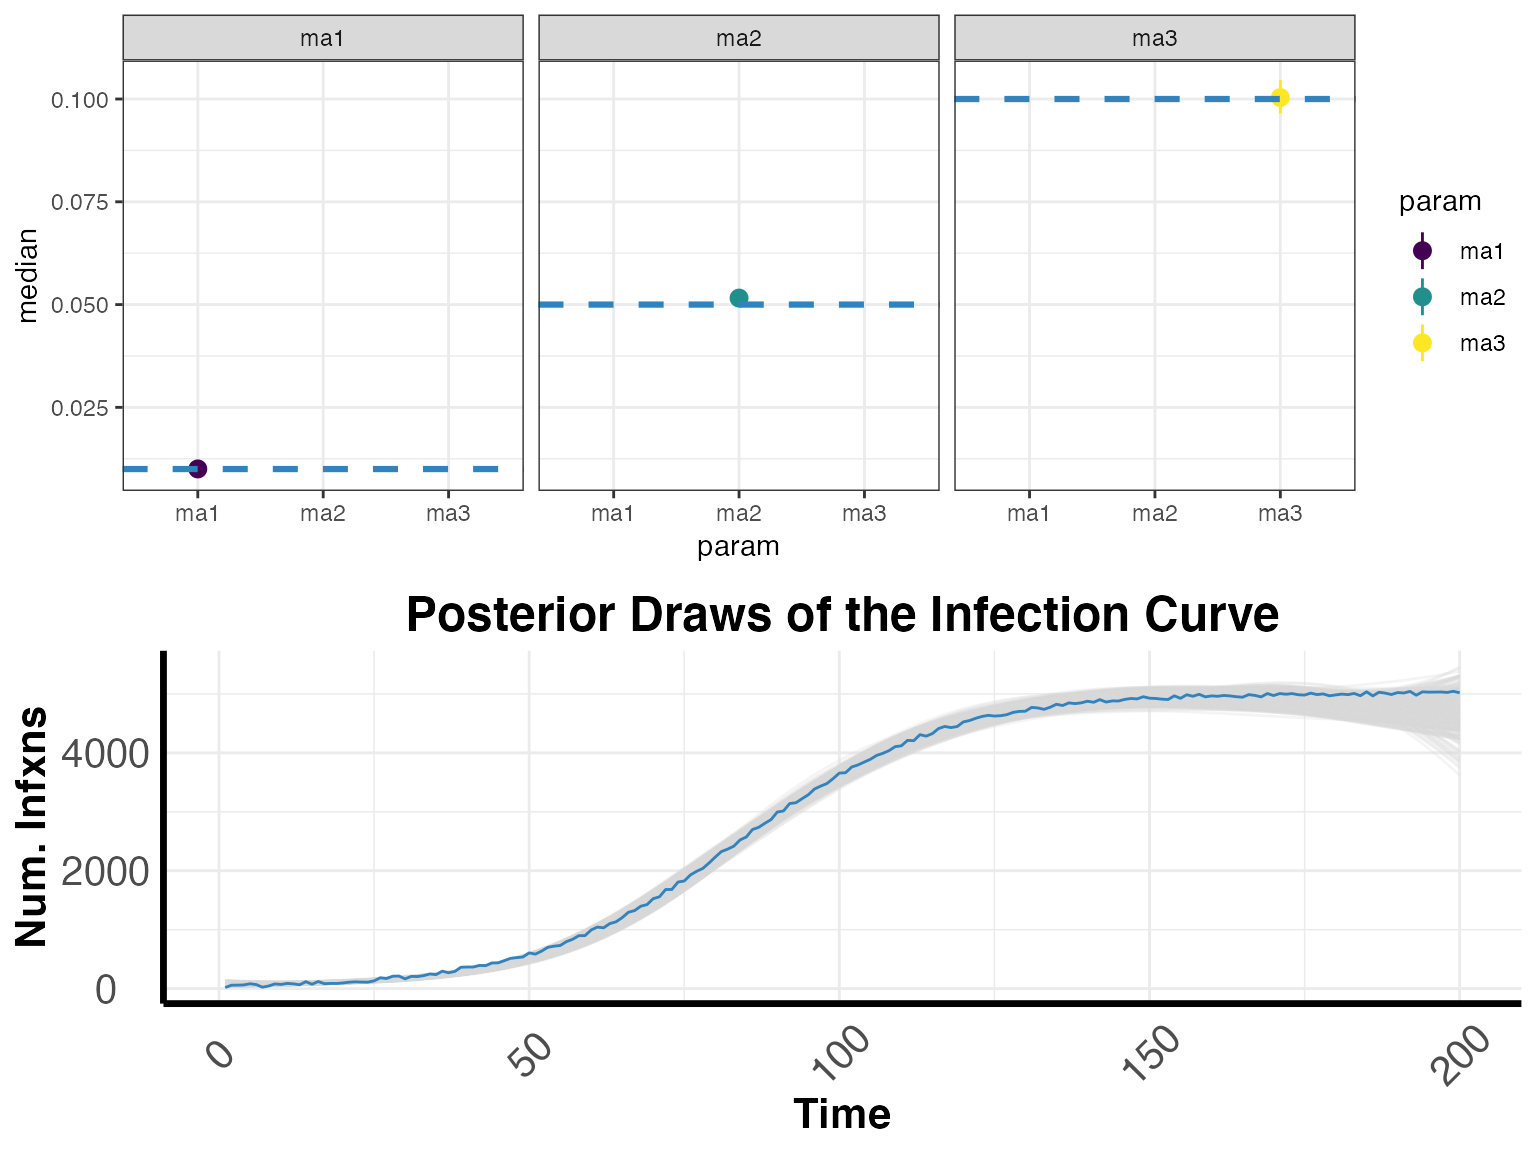 ma1 ma2 ma3
0.100
0.075
0.050
0.025
median
ma1 ma2 ma3 ma1 ma2 ma3 ma1 ma2 ma3
param
param
ma1
ma2
ma3
Posterior Draws of the Infection Curve
Num. Infxns
4000
2000
0
0 50 100 150 200
Time